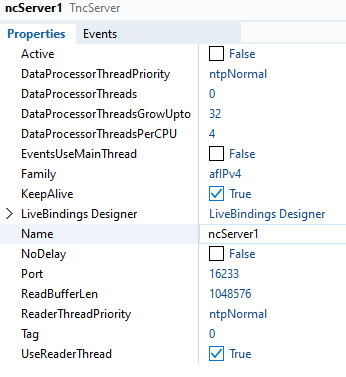 ncServer1 TncServer
Properties Events
Active False
DataProcessorThreadPriority ntpNormal
DataProcessorThreads 0
DataProcessorThreadsGrowUpto 32
DataProcessorThreadsPerCPU 4
EventsUseMainThread False
Family afIPv4
KeepAlive True
LiveBindings Designer LiveBindings Designer
Name ncServer1
NoDelay False
Port 16233
ReadBufferLen 1048576
ReaderThreadPriority ntpNormal
Tag 0
UseReaderThread True